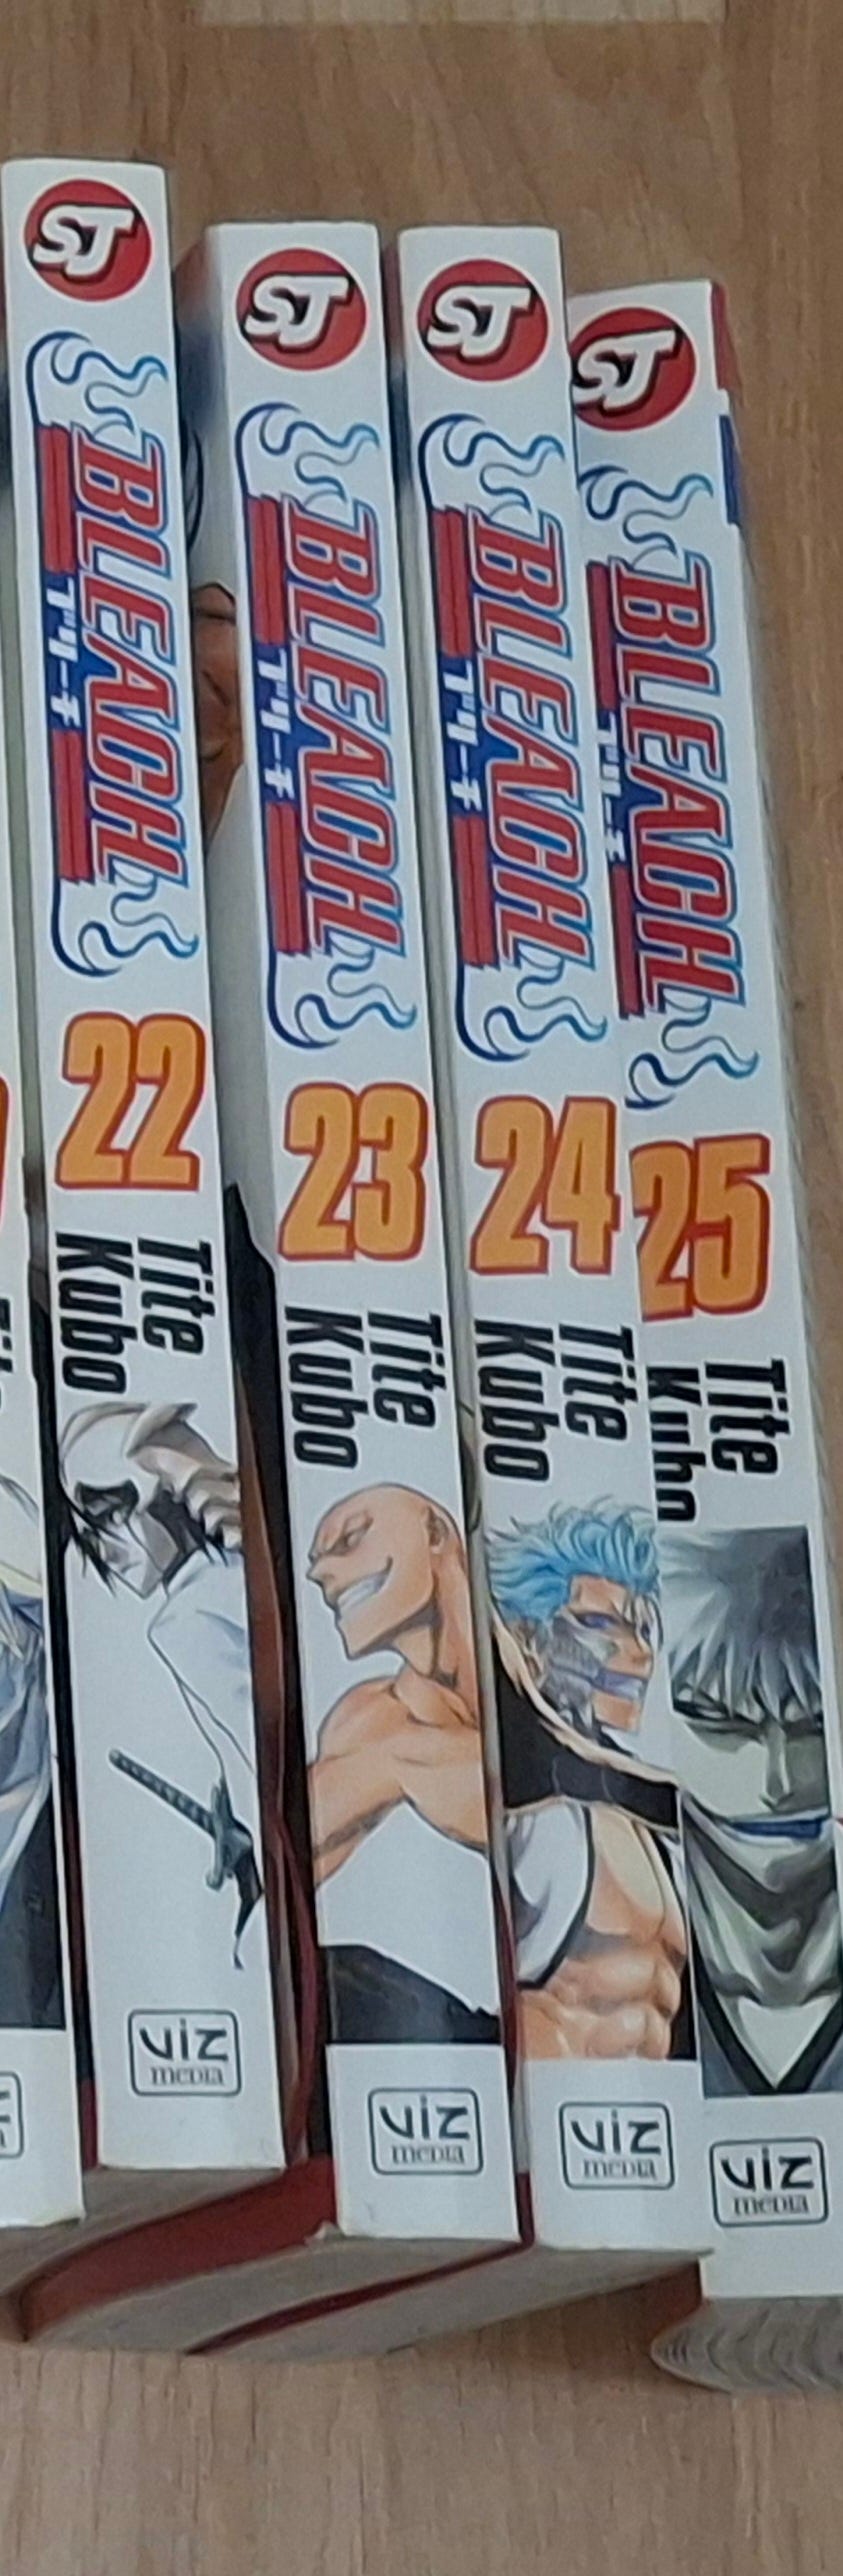 SJ
BLEACH
ブリーチ
22
Tite
Kubo
viz
media
SJ
BLEACH
ブリーチ
23
Tite
Kubo
viz
media
SJ
BLEACH
ブリーチ
24
Tite
Kubo
viz
media
SJ
BLEACH
ブリーチ
25
Tite
Kubo
viz
media